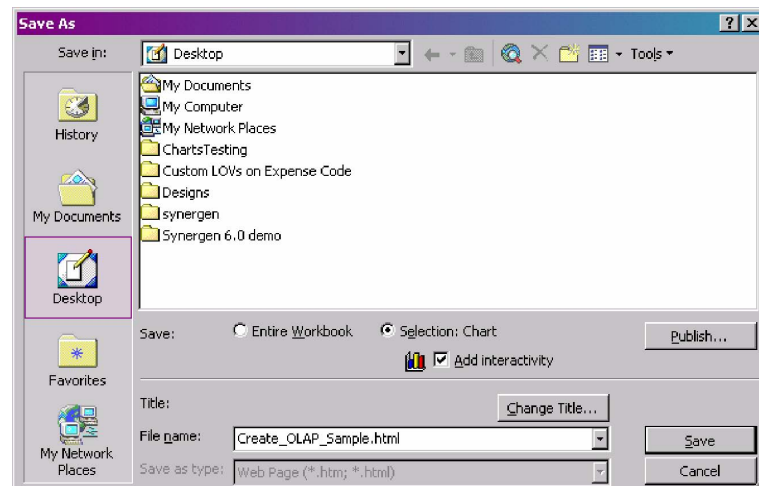 Save As
Save in:
Desktop
Tools
History
My Documents
Desktop
Favorites
My Network
Places
My Documents
My Computer
My Network Places
ChartsTesting
Custom LOVs on Expense Code
Designs
synergen
Synergen 6.0 demo
Save:
Entire Workbook
Selection: Chart
Publish...
Add interactivity
Title:
Change Title...
File name:
Create_OLAP_Sample.html
Save
Save as type:
Web Page (*.htm; *.html)
Cancel